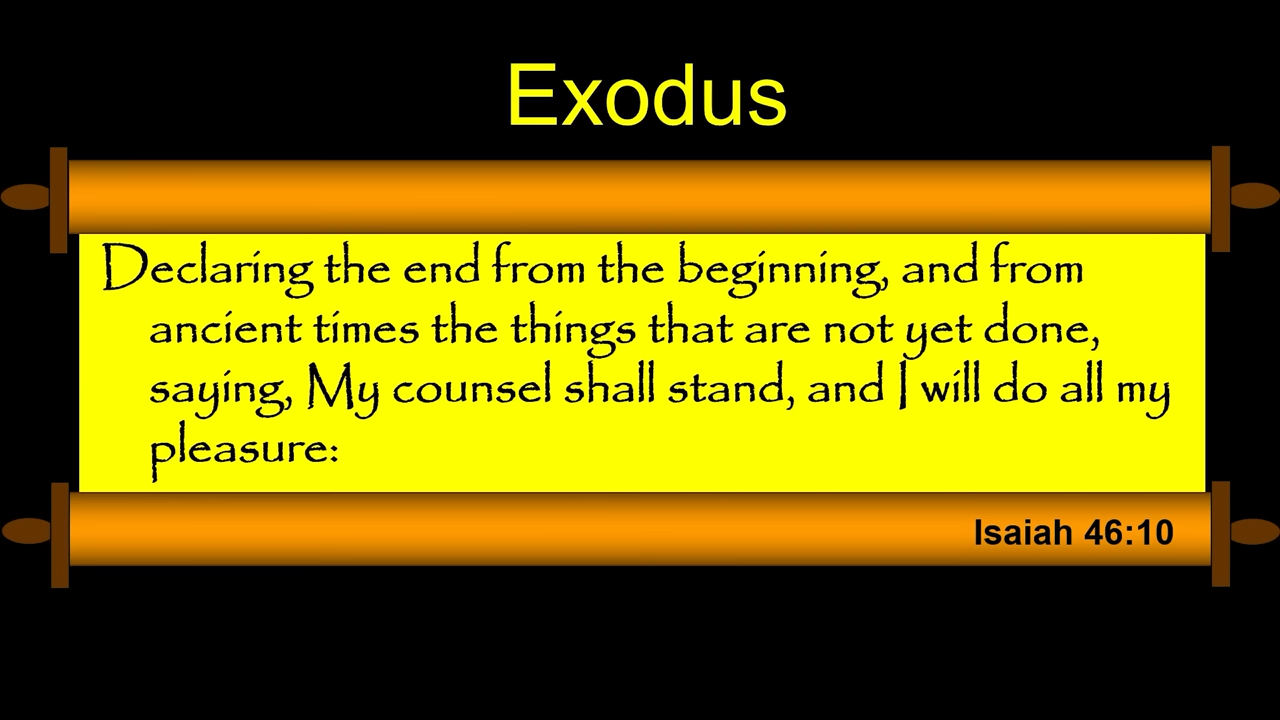 Exodus
Declaring the end from the beginning, and from
ancient times the things that are not yet done,
saying, My counsel shall stand, and I will do all my
pleasure:
Isaiah 46:10